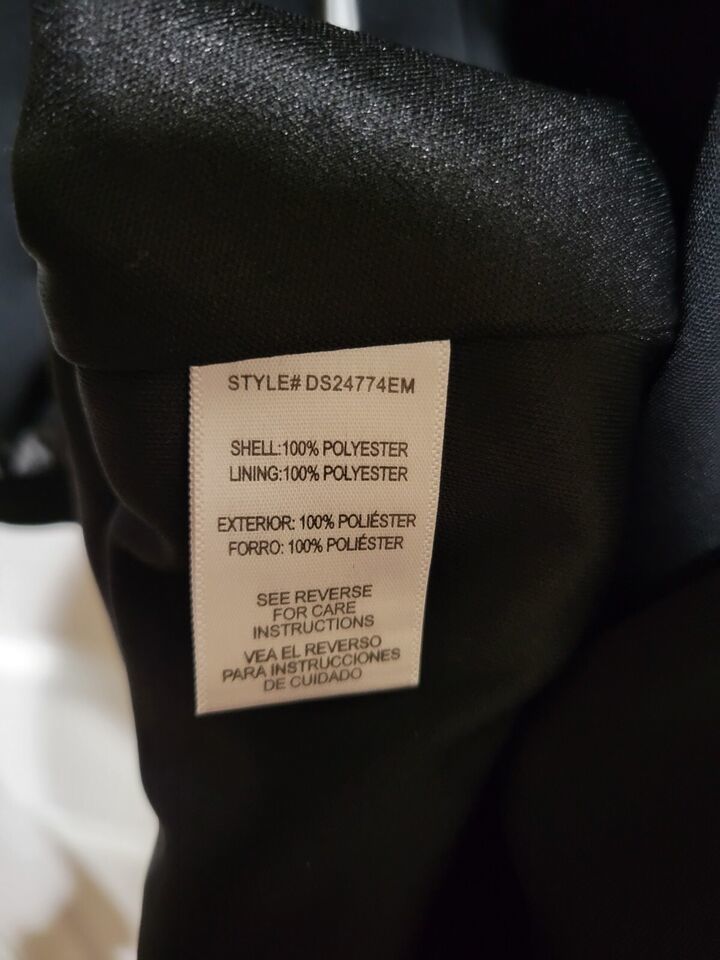 STYLE# DS24774EM
SHELL:100% POLYESTER
LINING:100% POLYESTER
EXTERIOR: 100% POLIÉSTER
FORRO: 100% POLIÉSTER
SEE REVERSE
FOR CARE
INSTRUCTIONS
VEA EL REVERSO
PARA INSTRUCCIONES
DE CUIDADO